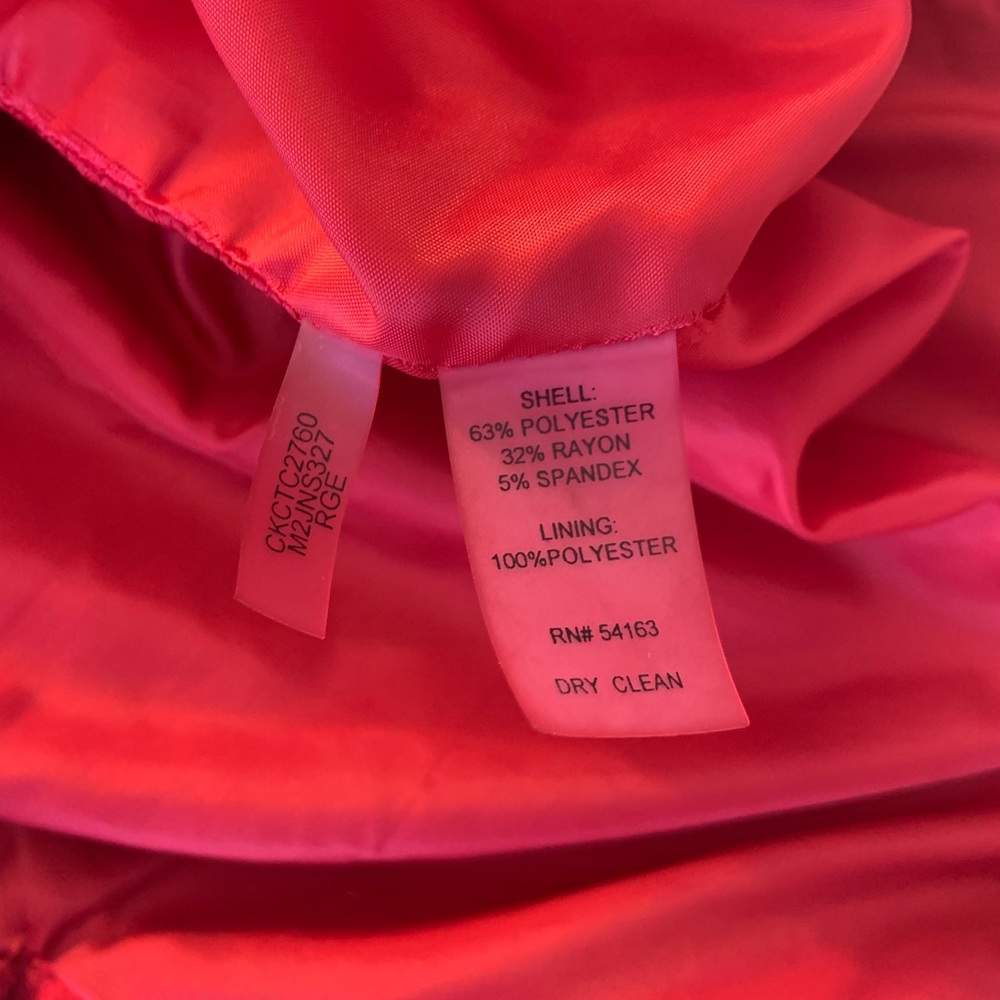 CKCTC2760
M2JNS327
RGE
SHELL:
63% POLYESTER
32% RAYON
5% SPANDEX
LINING:
100%POLYESTER
RN# 54163
DRY CLEAN